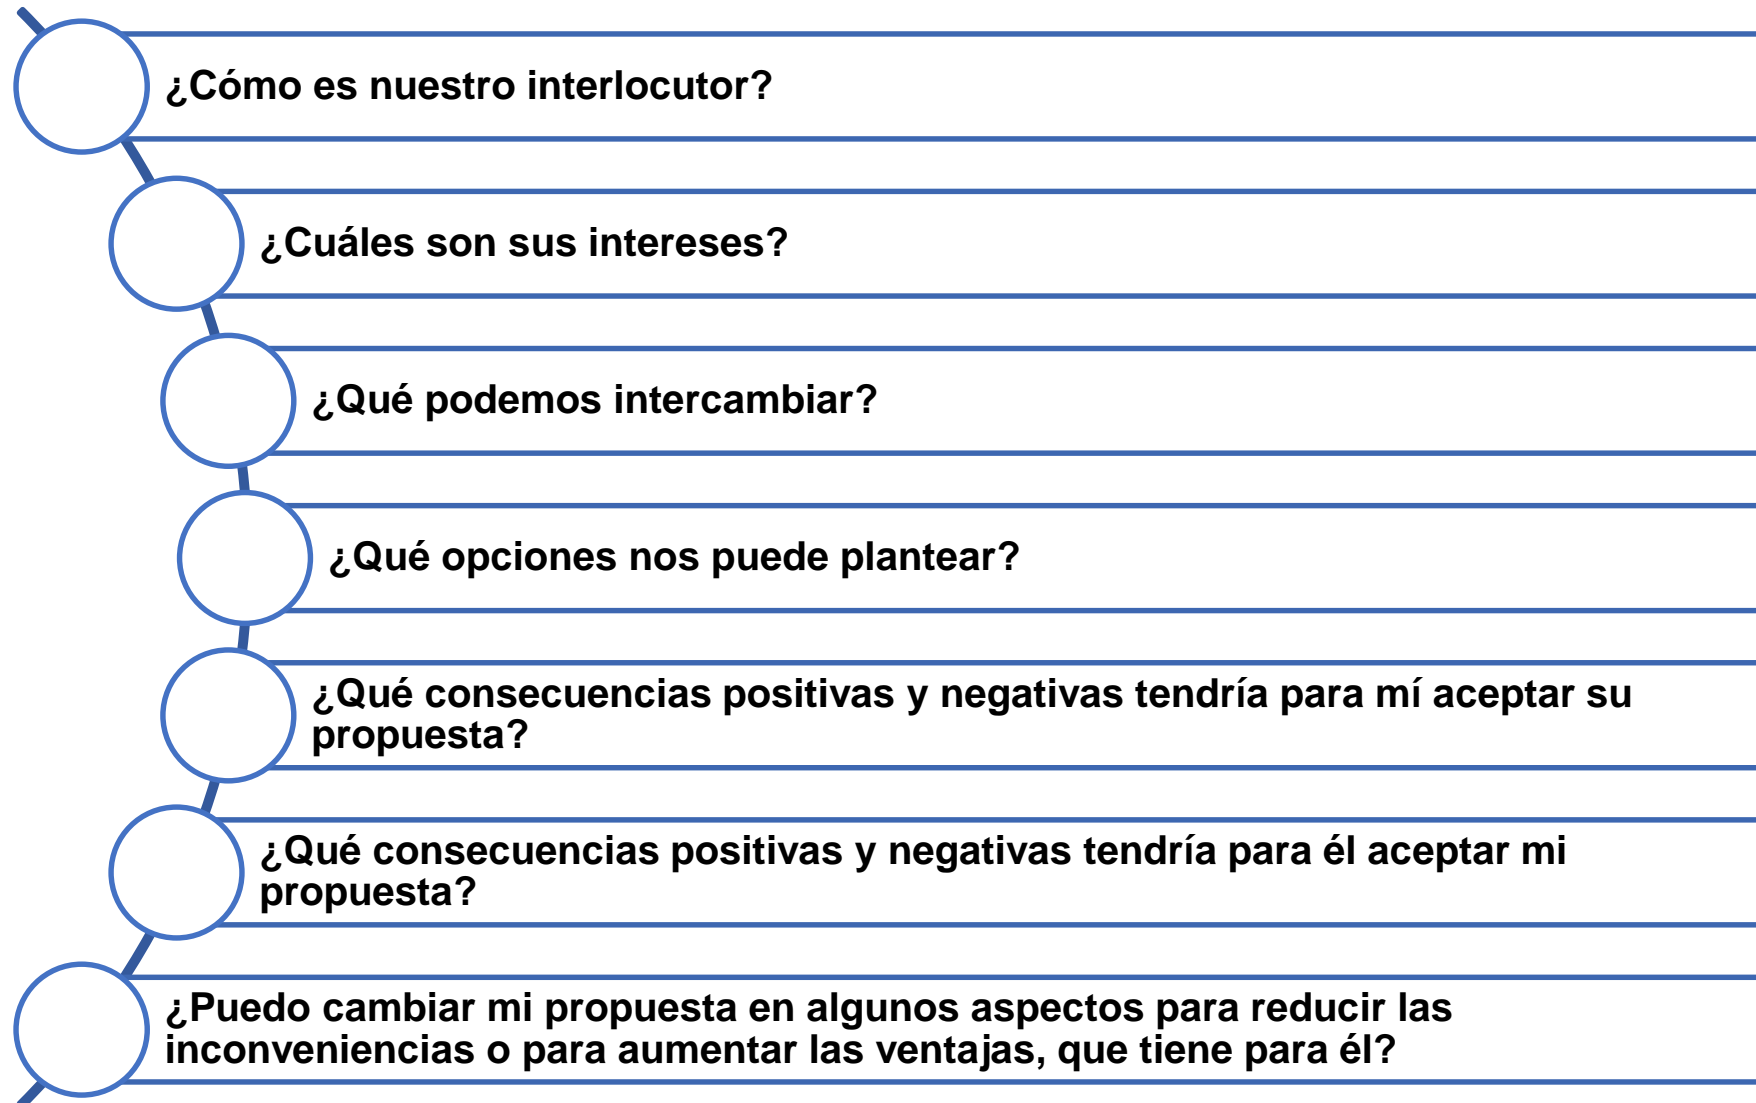 ¿Cómo es nuestro interlocutor?
¿Cuáles son sus intereses?
¿Qué podemos intercambiar?
¿Qué opciones nos puede plantear?
¿Qué consecuencias positivas y negativas tendría para mí aceptar su
propuesta?
¿Qué consecuencias positivas y negativas tendría para él aceptar mi
propuesta?
¿Puedo cambiar mi propuesta en algunos aspectos para reducir las
inconveniencias o para aumentar las ventajas, que tiene para él?